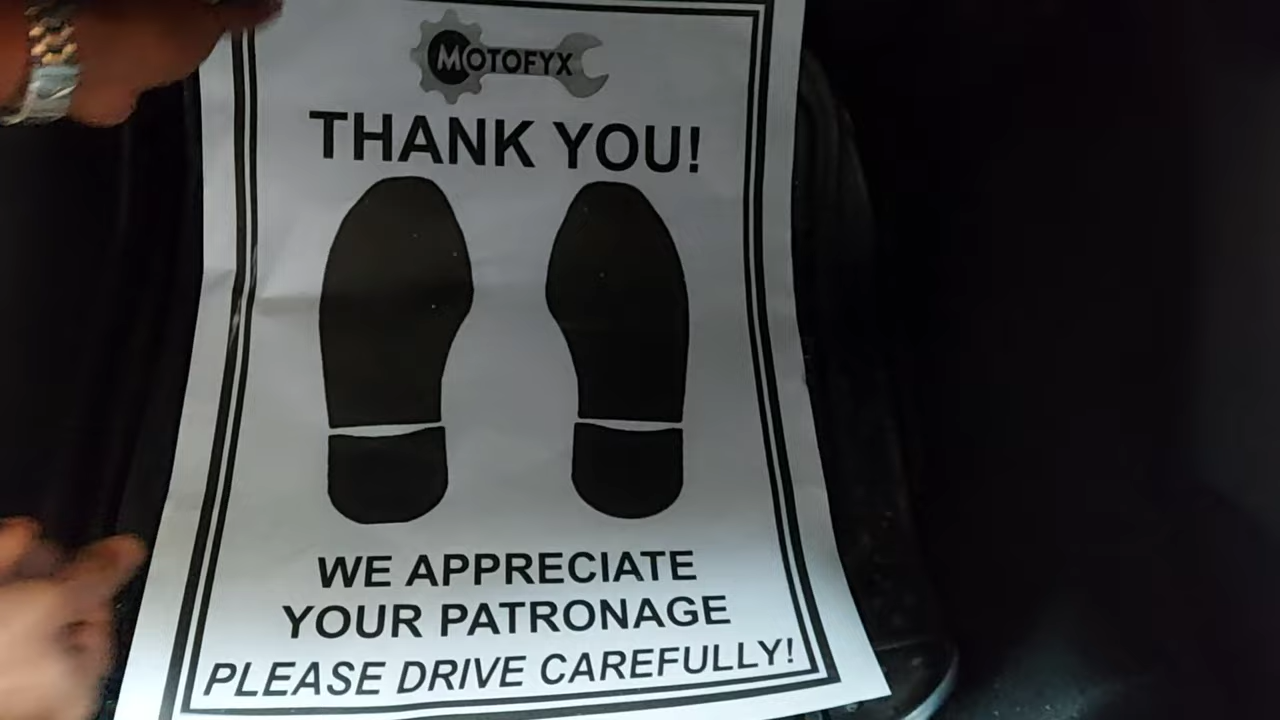 MOTOFYX
THANK YOU!
WE APPRECIATE
YOUR PATRONAGE
PLEASE DRIVE CAREFULLY!